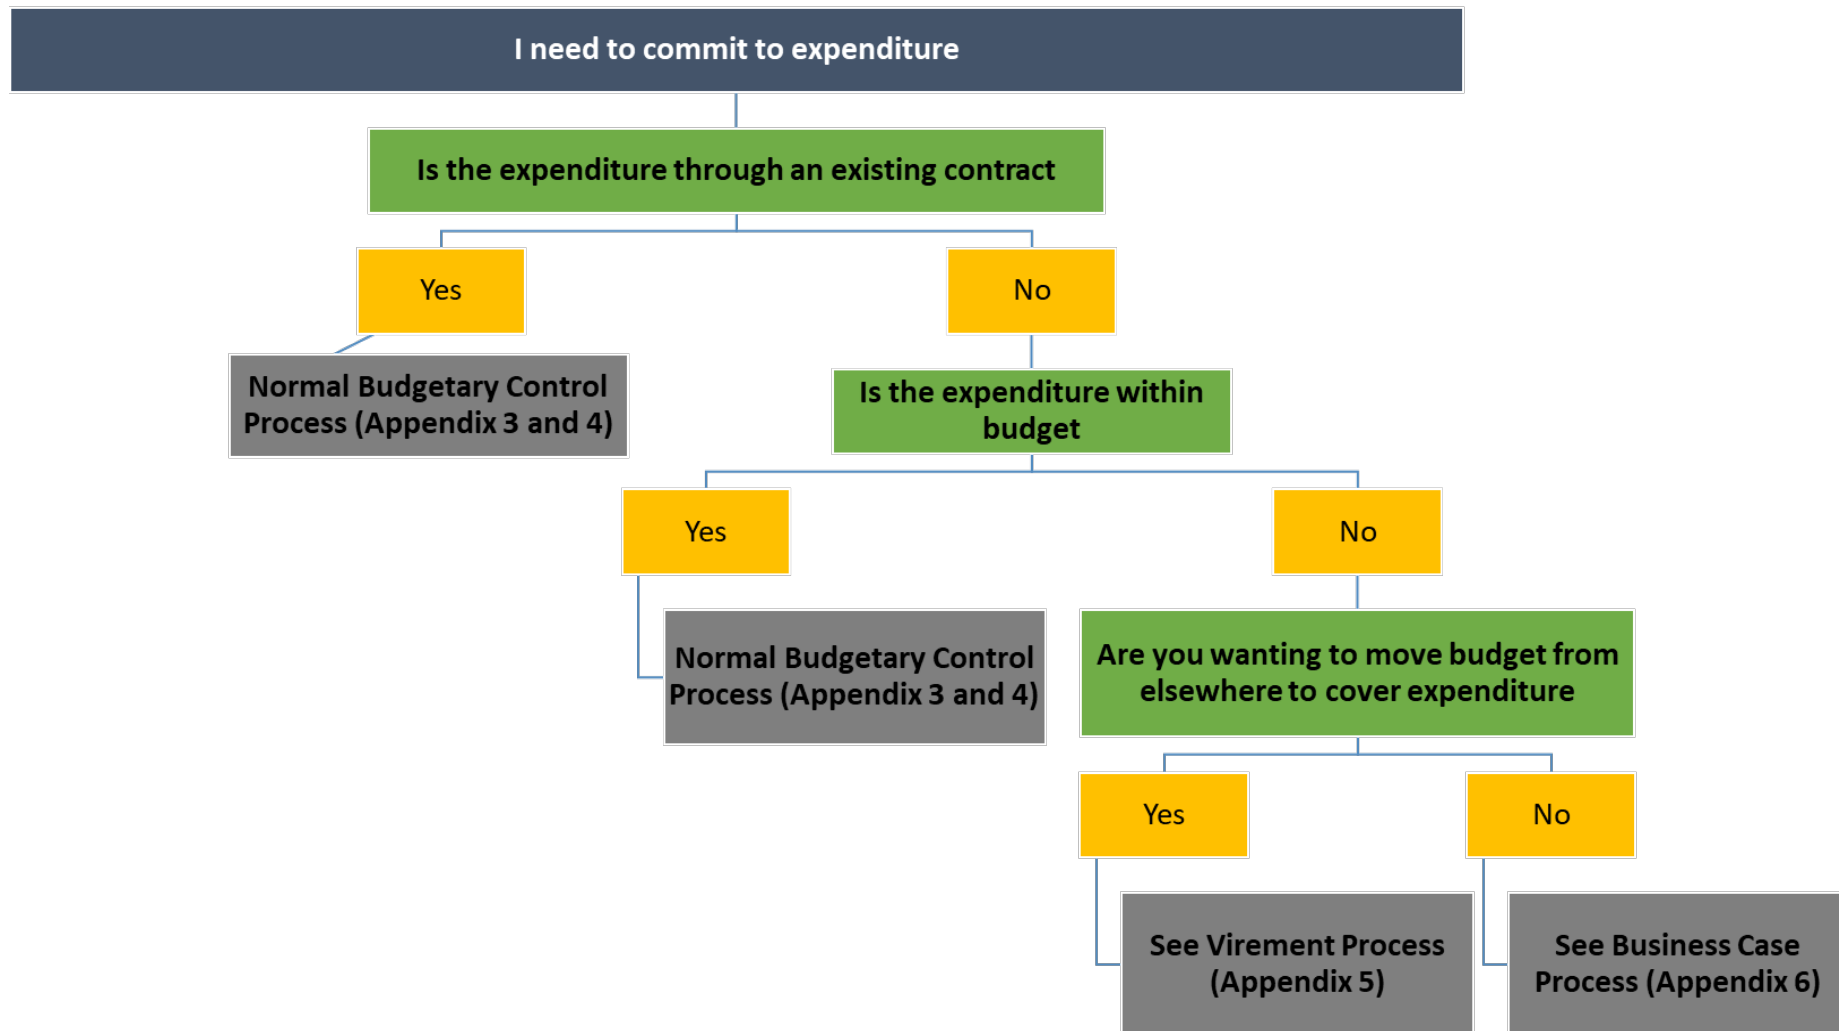 I need to commit to expenditure
Is the expenditure through an existing contract
Yes
No
Normal Budgetary Control
Process (Appendix 3 and 4)
Is the expenditure within
budget
Yes
No
Normal Budgetary Control
Process (Appendix 3 and 4)
Are you wanting to move budget from
elsewhere to cover expenditure
Yes
No
See Virement Process
(Appendix 5)
See Business Case
Process (Appendix 6)